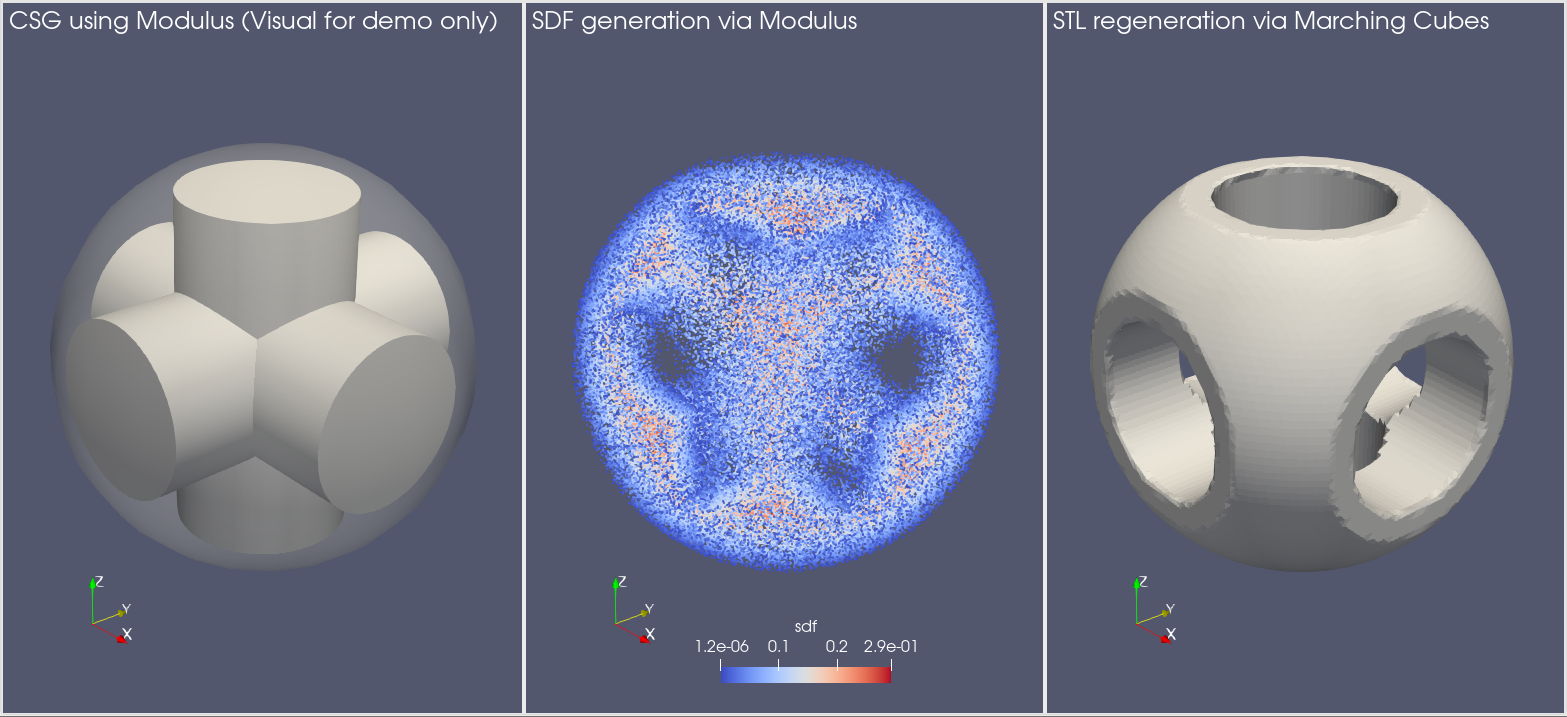 CSG using Modulus (Visual for demo only)
SDF generation via Modulus
STL regeneration via Marching Cubes
Z
Y
X
Z
Y
X
sdf
1.2e-06 0.1 0.2 2.9e-01
Z
Y
X